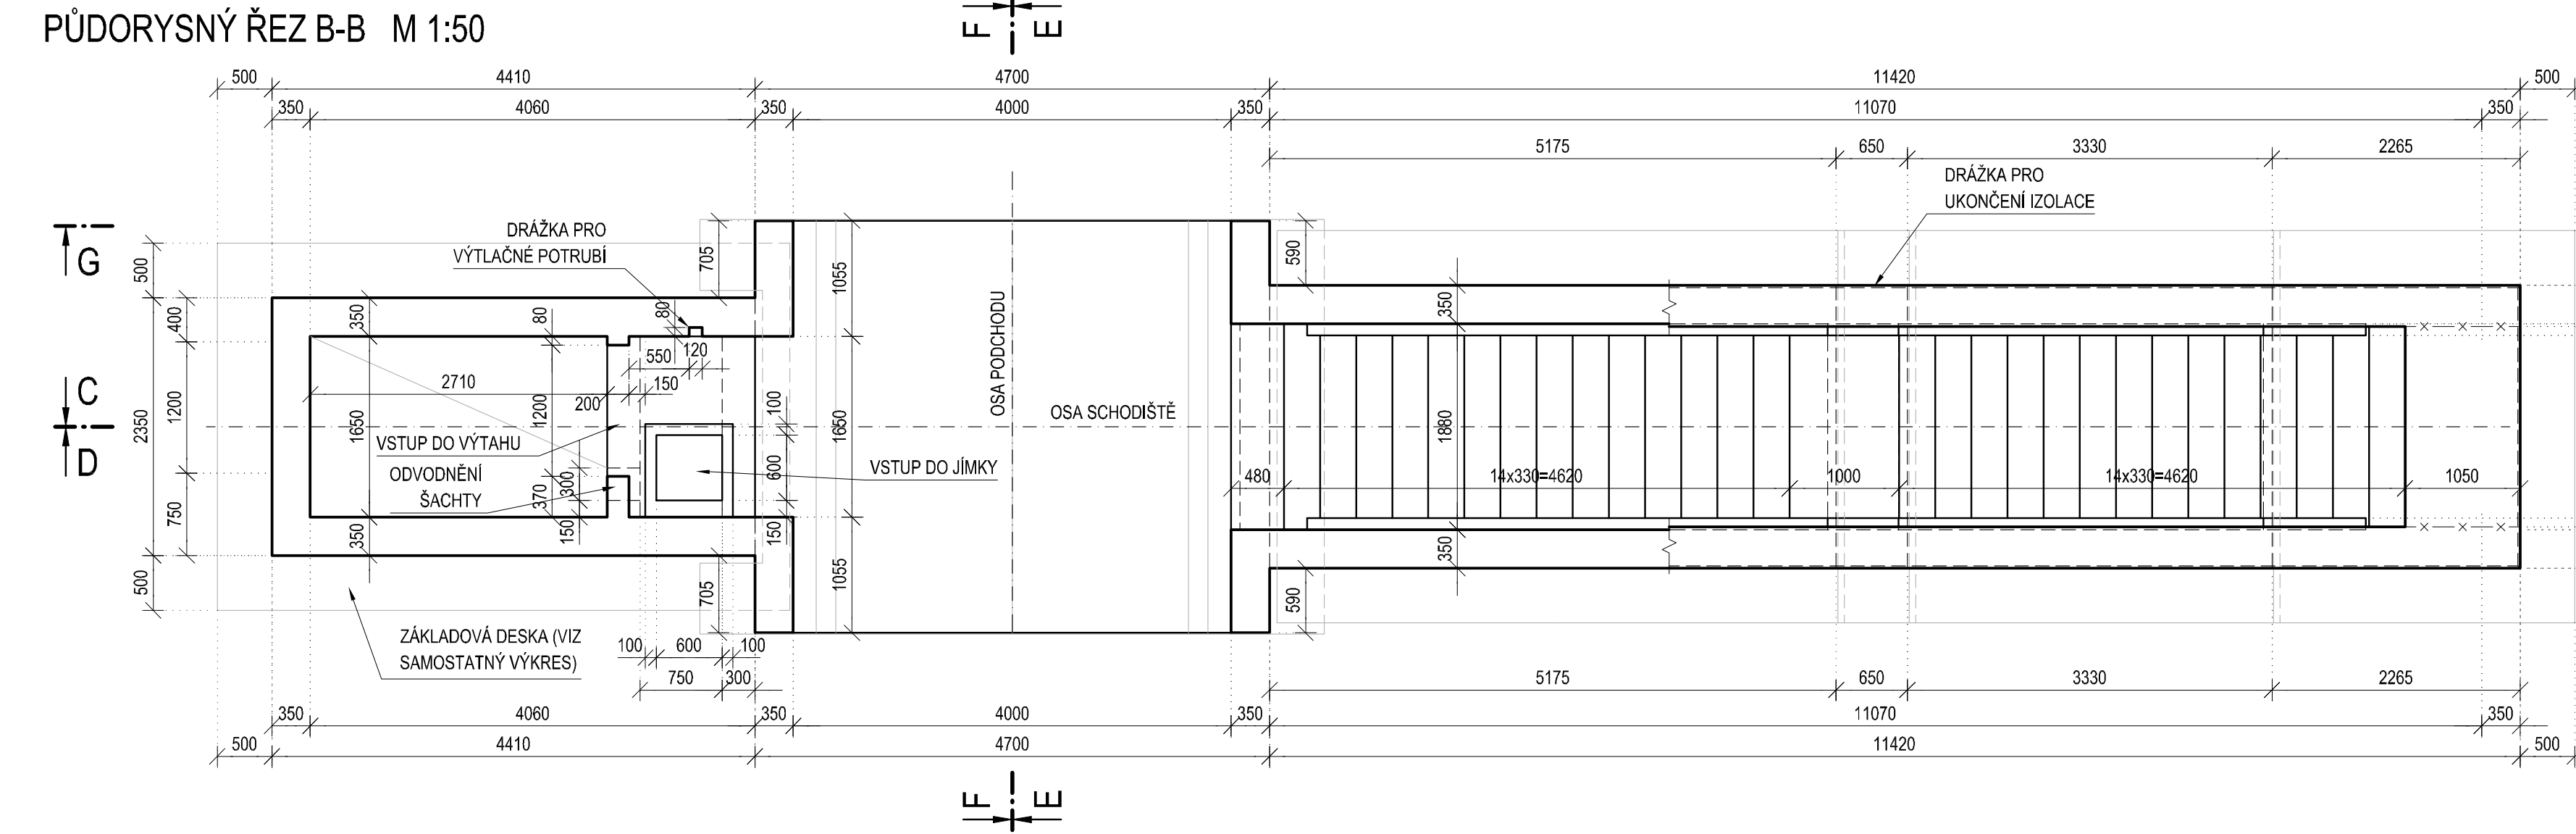 PŮDORYSNÝ ŘEZ B-B M 1:50
F E
500 4410 4700 11420 500
350 4060 350 4000 350 11070 350
5175 650 3330 2265
DRÁŽKA PRO
UKONČENÍ IZOLACE
DRÁŽKA PRO
VÝTLAČNÉ POTRUBÍ
G
C
D
500
2350
500
400
1200
750
350
1650
350
80
1200
370
300
150
2710
200
550
120
150
80
705
705
1055
1650
1055
100
600
150
VSTUP DO VÝTAHU
ODVODNĚNÍ
ŠACHTY
VSTUP DO JÍMKY
OSA PODCHODU
OSA SCHODIŠTĚ
590
590
350
1880
350
480 14x330=4620 1000 14x330=4620 1050
ZÁKLADOVÁ DESKA (VIZ
SAMOSTATNÝ VÝKRES)
100 600 100
750 300
5175 650 3330 2265
350 4060 350 4000 350 11070 350
500 4410 4700 11420 500
F E